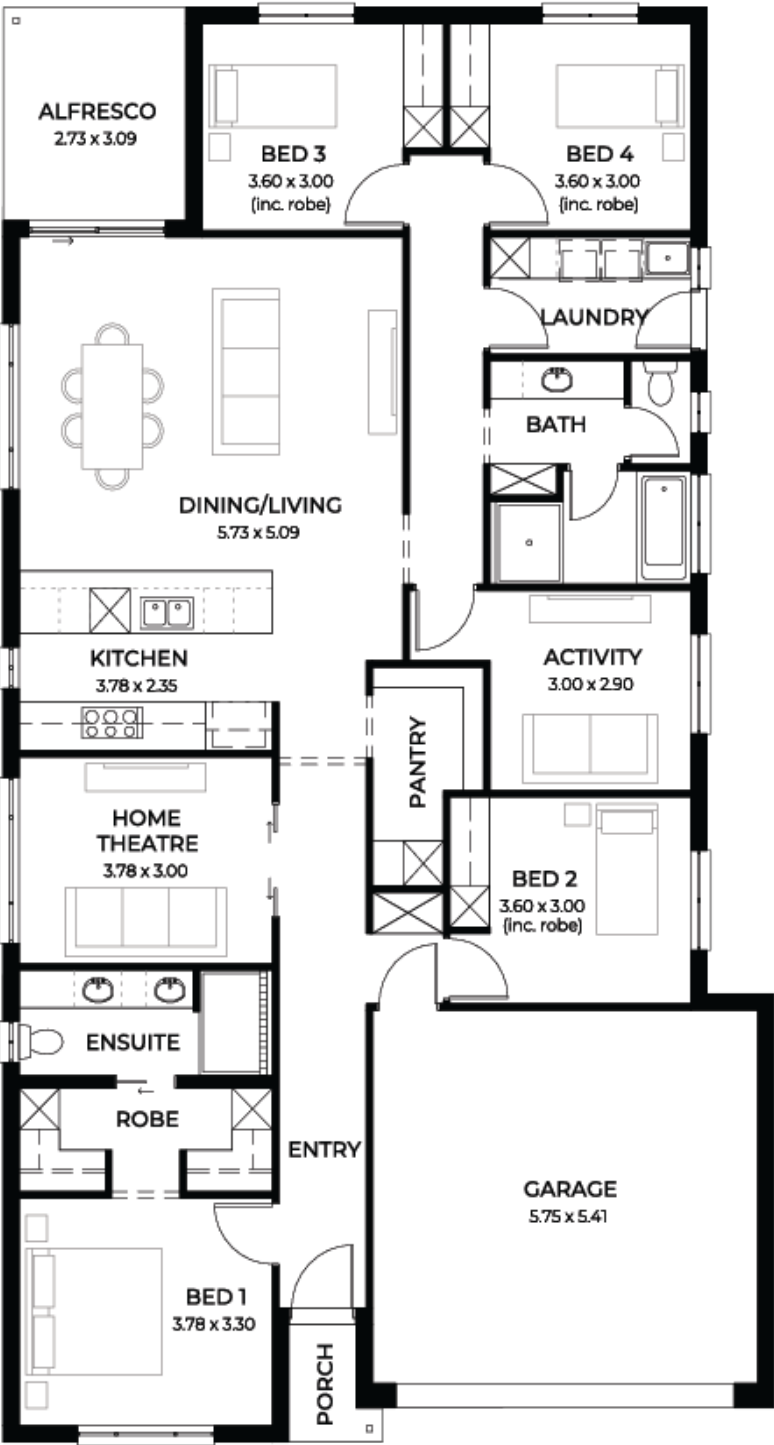 ALFRESCO
2.73 x 3.09
BED 3
3.60 x 3.00
(inc. robe)
BED 4
3.60 x 3.00
(inc. robe)
LAUNDRY
BATH
DINING/LIVING
5.73 x 5.09
KITCHEN
3.78 x 2.35
ACTIVITY
3.00 x 2.90
PANTRY
HOME
THEATRE
3.78 x 3.00
BED 2
3.60 x 3.00
(inc. robe)
ENSUITE
ROBE
ENTRY
GARAGE
5.75 x 5.41
BED 1
3.78 x 3.30
PORCH